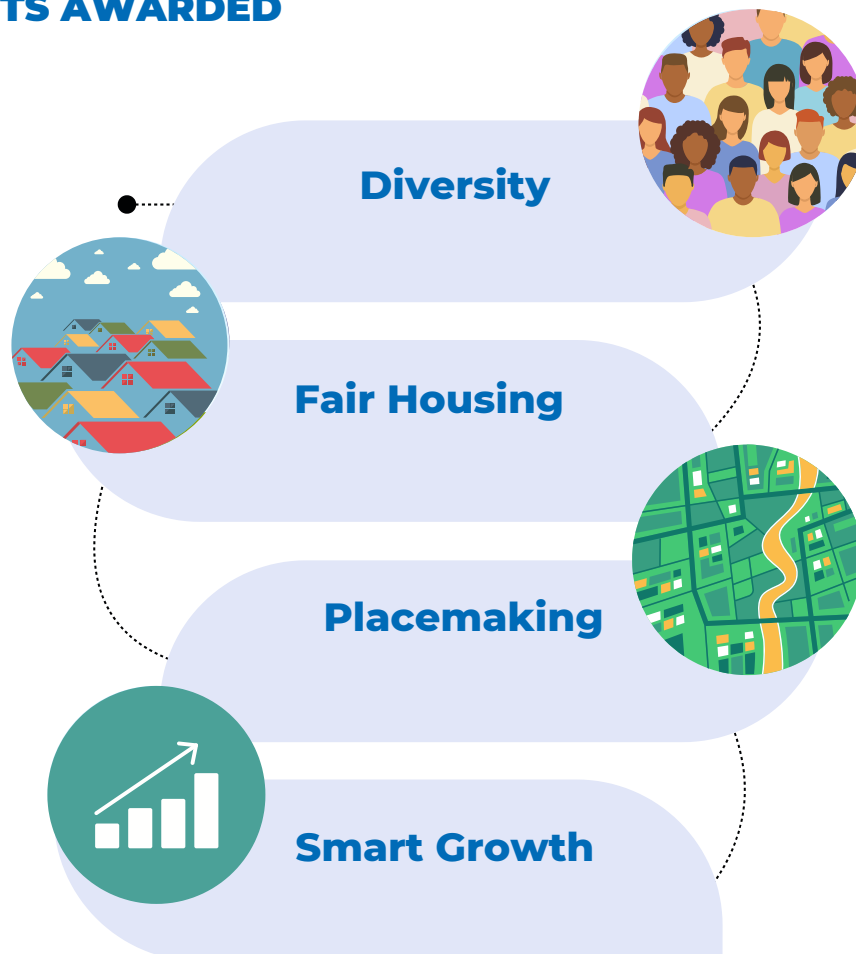 TS AWARDED
Diversity
Fair Housing
Placemaking
Smart Growth